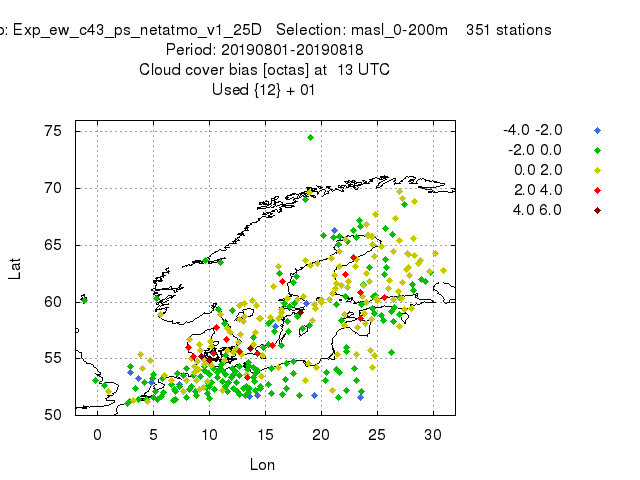 : Exp_ew_c43_ps_netatmo_v1_25D Selection: masl_0-200m 351 stations
Period: 20190801-20190818
Cloud cover bias [octas] at 13 UTC
Used {12} + 01
-4.0 -2.0
-2.0 0.0
0.0 2.0
2.0 4.0
4.0 6.0
75
70
65
60
55
50
Lat
0 5 10 15 20 25 30
Lon